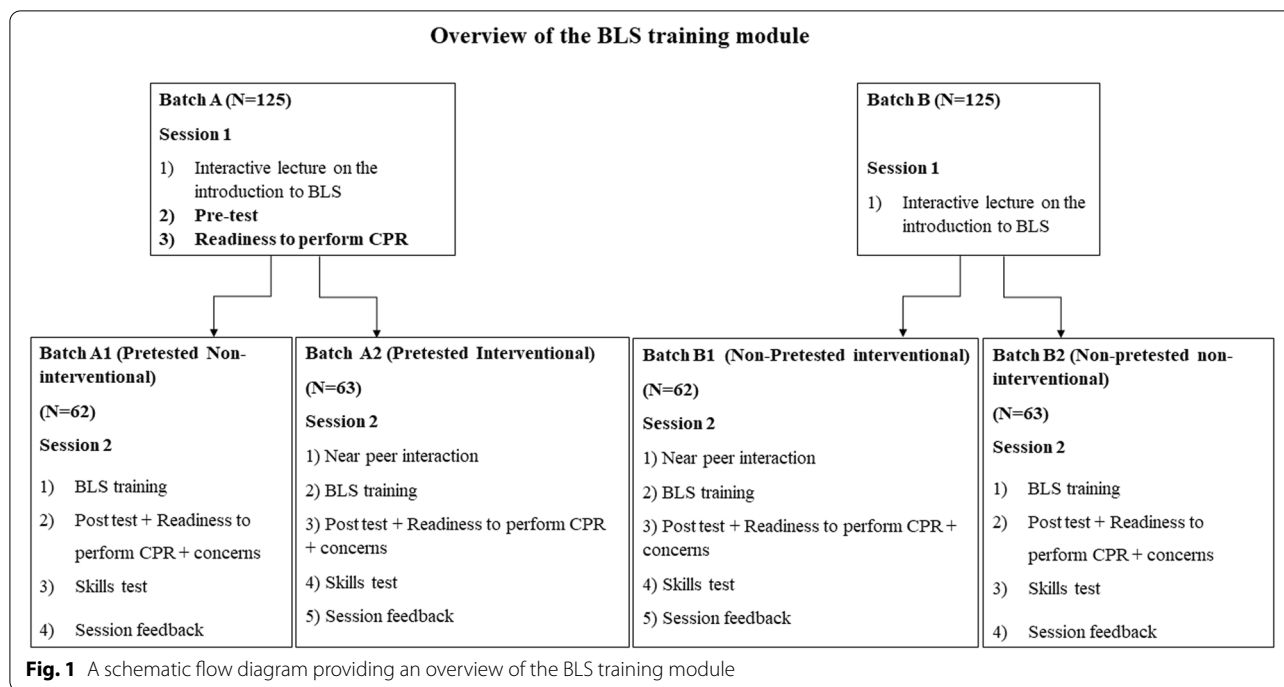 Overview of the BLS training module
Batch A (N=125)
Session 1
1) Interactive lecture on the
introduction to BLS
2) Pre-test
3) Readiness to perform CPR
Batch B (N=125)
Session 1
1) Interactive lecture on the
introduction to BLS
Batch A1 (Pretested Non-
interventional)
(N=62)
Session 2
1) BLS training
2) Post test + Readiness to
perform CPR + concerns
3) Skills test
4) Session feedback
Batch A2 (Pretested Interventional)
(N=63)
Session 2
1) Near peer interaction
2) BLS training
3) Post test + Readiness to perform CPR
+ concerns
4) Skills test
5) Session feedback
Batch B1 (Non-Pretested interventional)
(N=62)
Session 2
1) Near peer interaction
2) BLS training
3) Post test + Readiness to perform CPR +
concerns
4) Skills test
5) Session feedback
Batch B2 (Non-pretested non-
interventional)
(N=63)
Session 2
1) BLS training
2) Post test + Readiness to
perform CPR + concerns
3) Skills test
4) Session feedback
Fig. 1 A schematic flow diagram providing an overview of the BLS training module